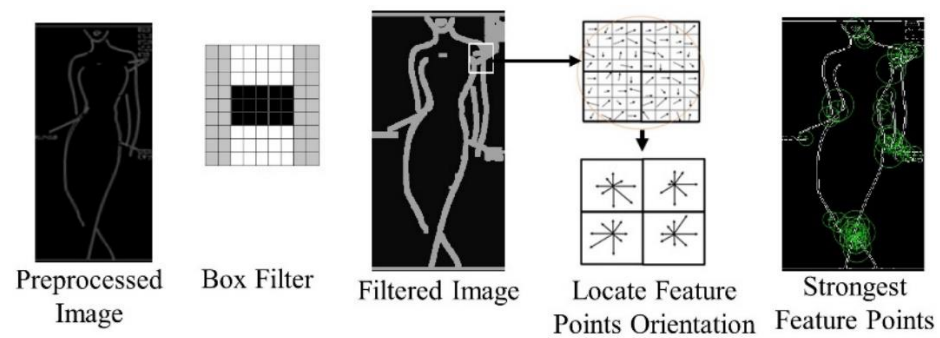 Preprocessed
Image
Box Filter
Filtered Image
Locate Feature
Points Orientation
Strongest
Feature Points